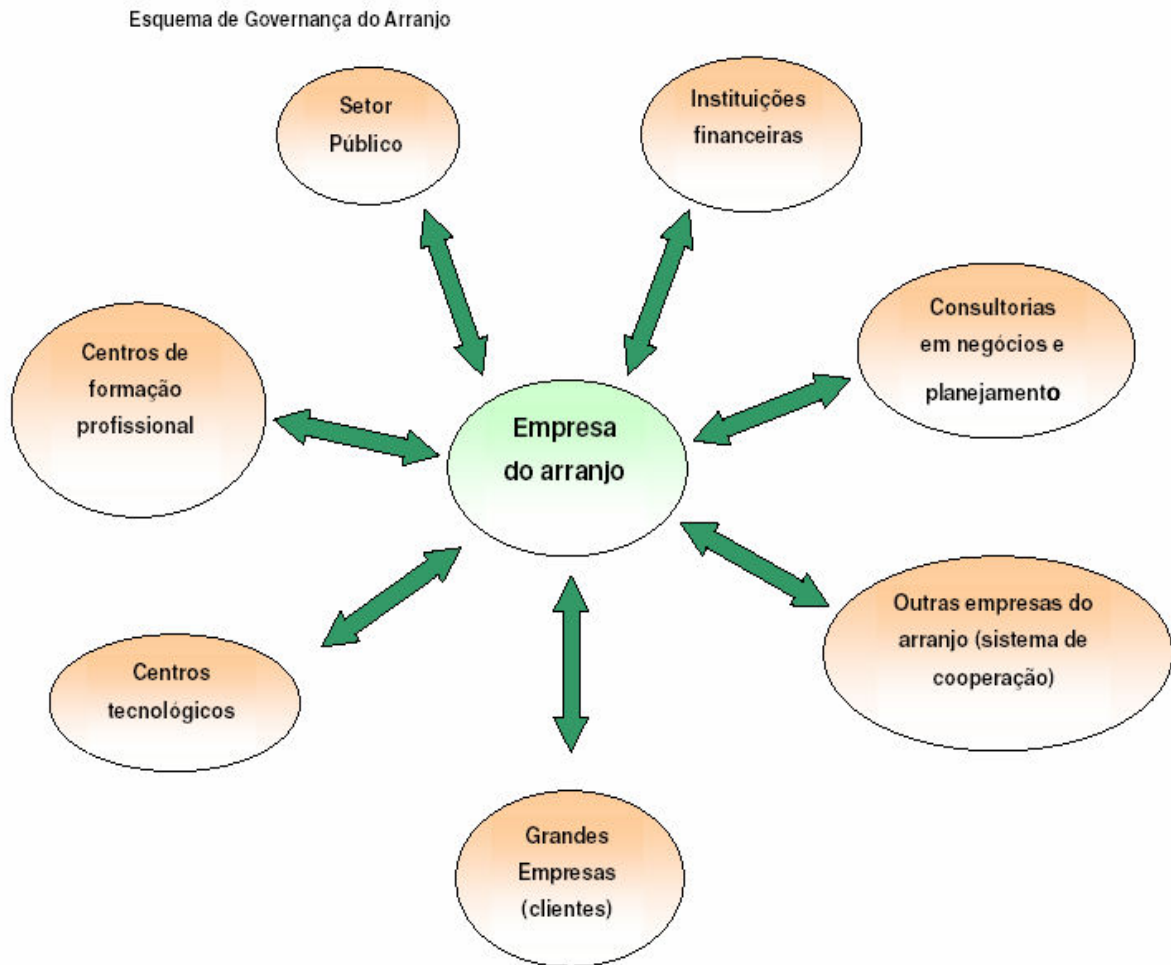 Esquema de Governança do Arranjo
Setor
Público
Instituições
financeiras
Consultorias
em negócios e
planejamento
Centros de
formação
profissional
Empresa
do arranjo
Outras empresas do
arranjo (sistema de
cooperação)
Centros
tecnológicos
Grandes
Empresas
(clientes)